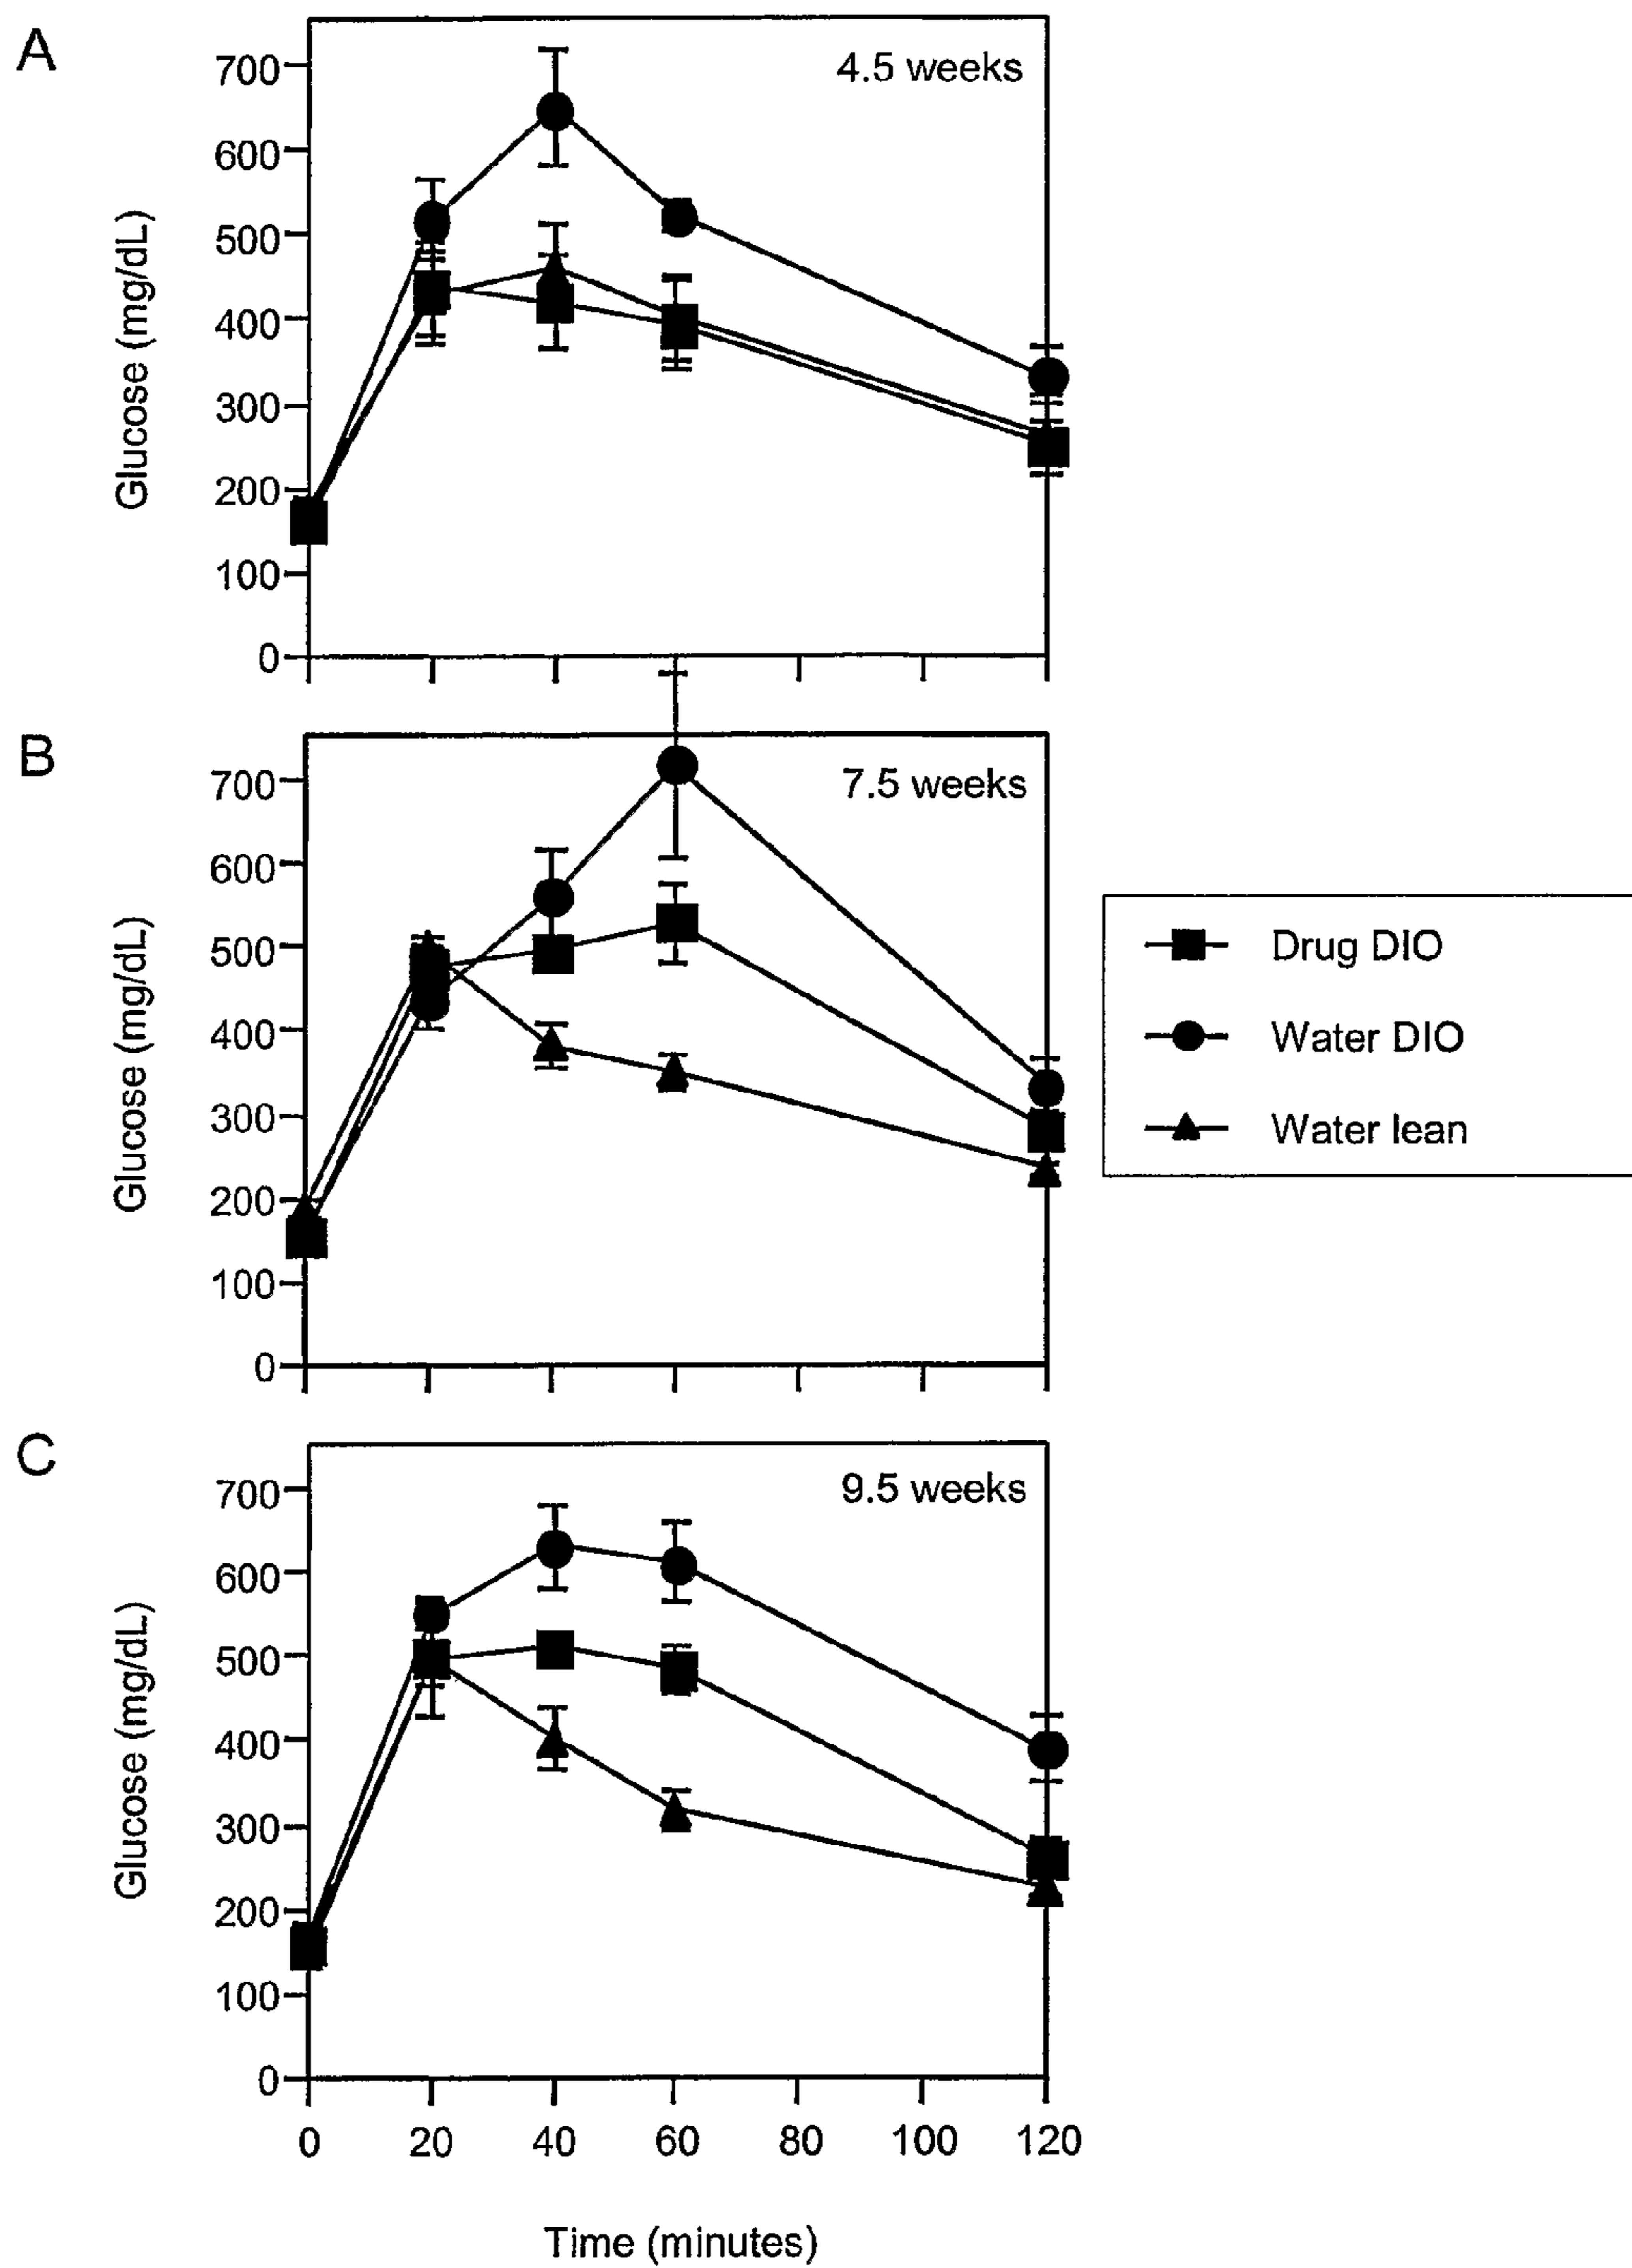 A
4.5 weeks
Glucose (mg/dL)
700
600
500
400
300
200
100
0
B
7.5 weeks
Glucose (mg/dL)
700
600
500
400
300
200
100
0
Drug DIO
Water DIO
Water lean
C
9.5 weeks
Glucose (mg/dL)
700
600
500
400
300
200
100
0
0 20 40 60 80 100 120
Time (minutes)